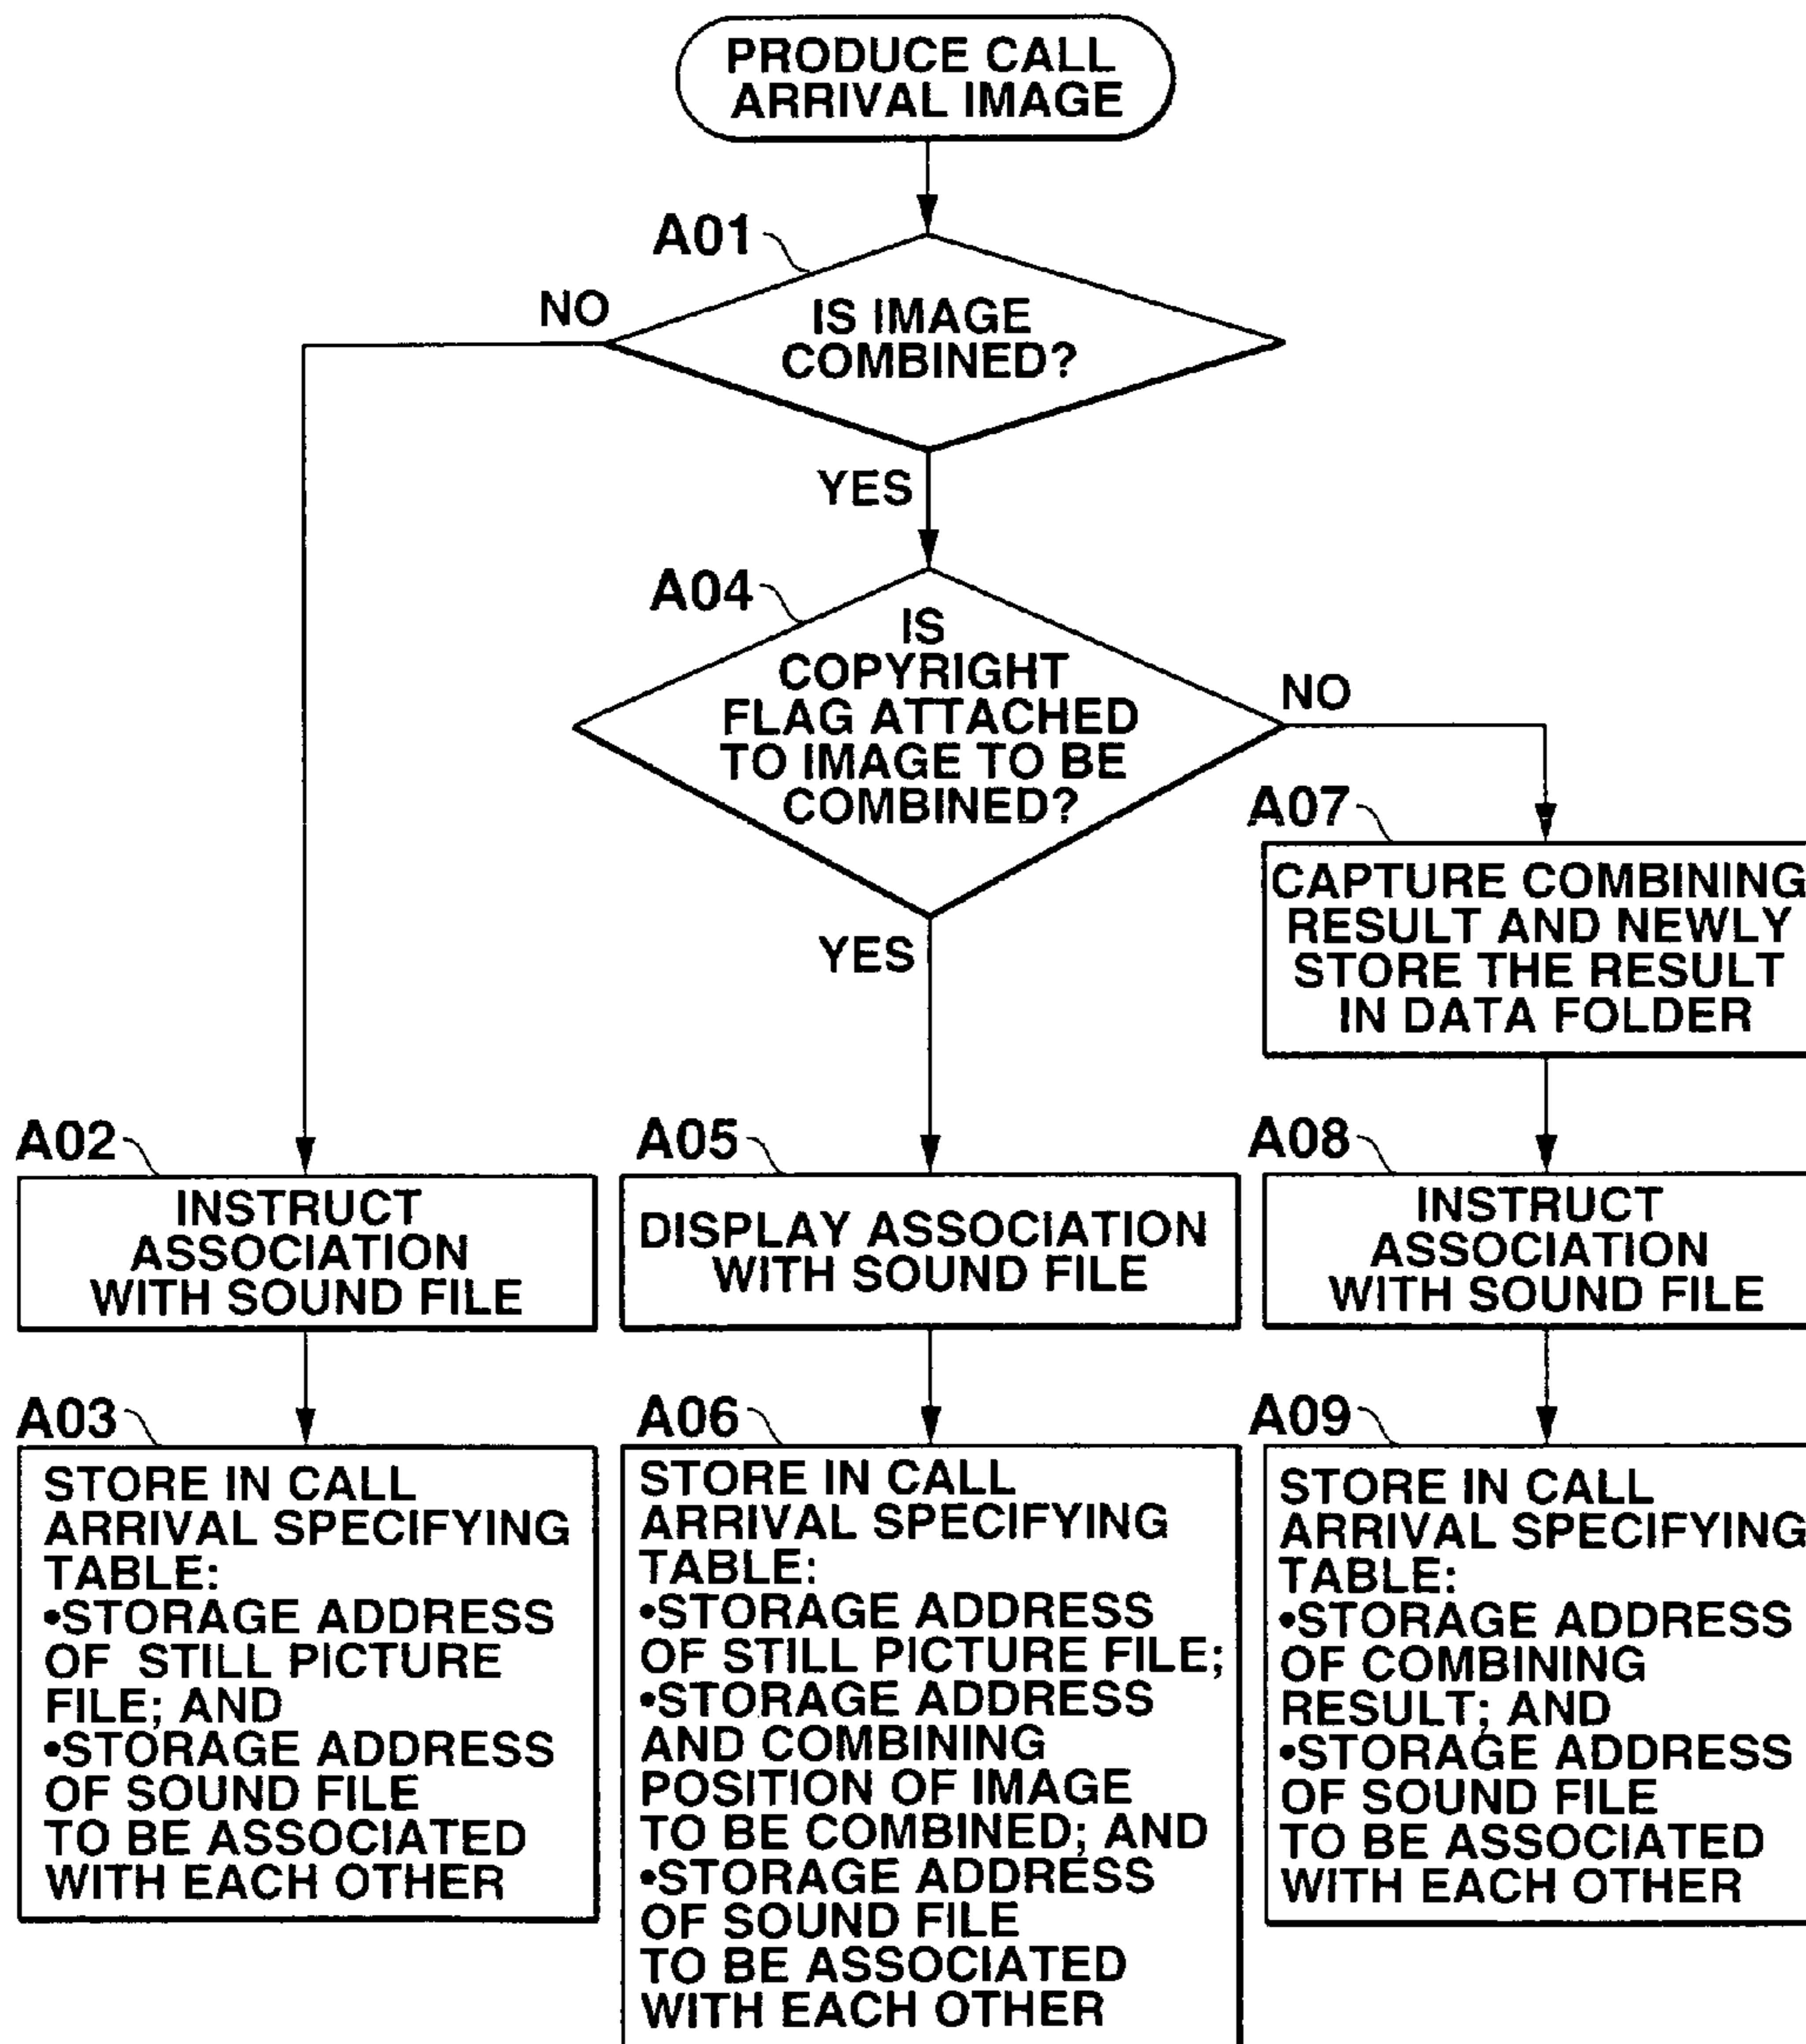 PRODUCE CALL
ARRIVAL IMAGE
A01
NO
IS IMAGE
COMBINED?
YES
A04
IS
COPYRIGHT
FLAG ATTACHED
TO IMAGE TO BE
COMBINED?
NO
YES
A07
CAPTURE COMBINING
RESULT AND NEWLY
STORE THE RESULT
IN DATA FOLDER
A02
INSTRUCT
ASSOCIATION
WITH SOUND FILE
A05
DISPLAY ASSOCIATION
WITH SOUND FILE
A08
INSTRUCT
ASSOCIATION
WITH SOUND FILE
A03
STORE IN CALL
ARRIVAL SPECIFYING
TABLE:
•STORAGE ADDRESS
OF STILL PICTURE
FILE; AND
•STORAGE ADDRESS
OF SOUND FILE
TO BE ASSOCIATED
WITH EACH OTHER
A06
STORE IN CALL
ARRIVAL SPECIFYING
TABLE:
•STORAGE ADDRESS
OF STILL PICTURE FILE;
•STORAGE ADDRESS
AND COMBINING
POSITION OF IMAGE
TO BE COMBINED; AND
•STORAGE ADDRESS
OF SOUND FILE
TO BE ASSOCIATED
WITH EACH OTHER
A09
STORE IN CALL
ARRIVAL SPECIFYING
TABLE:
•STORAGE ADDRESS
OF COMBINING
RESULT; AND
•STORAGE ADDRESS
OF SOUND FILE
TO BE ASSOCIATED
WITH EACH OTHER